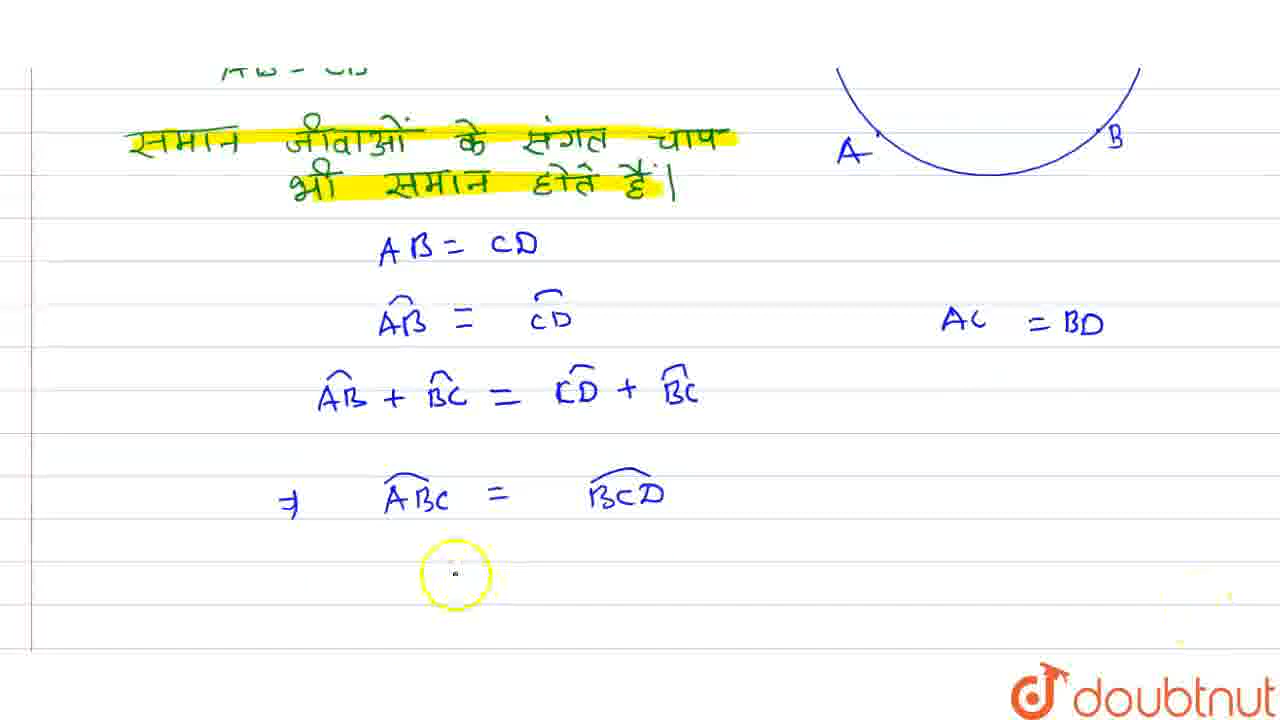 समान जीवाओं के संगत चाप
भी समान होते हैं।
A
B
AB = CD
A͡B = C͡D
AC = BD
A͡B + B͡C = C͡D + B͡C
⇒ A͡BC = B͡CD
doubtnut